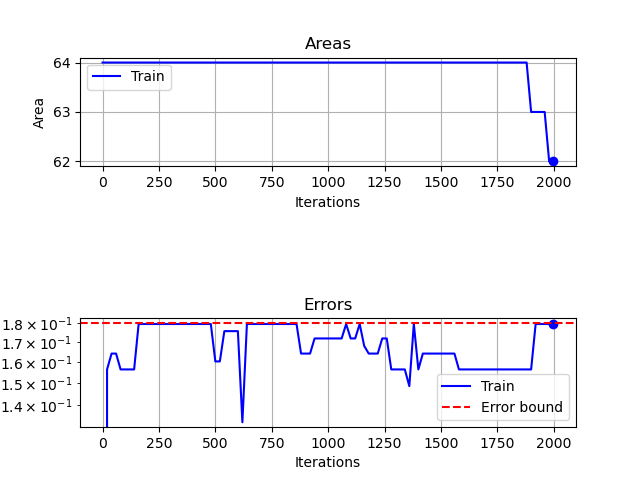 Areas
64
63
62
Area
Train
0 250 500 750 1000 1250 1500 1750 2000
Iterations
Errors
1.8 × 10⁻¹
1.7 × 10⁻¹
1.6 × 10⁻¹
1.5 × 10⁻¹
1.4 × 10⁻¹
Train
Error bound
0 250 500 750 1000 1250 1500 1750 2000
Iterations